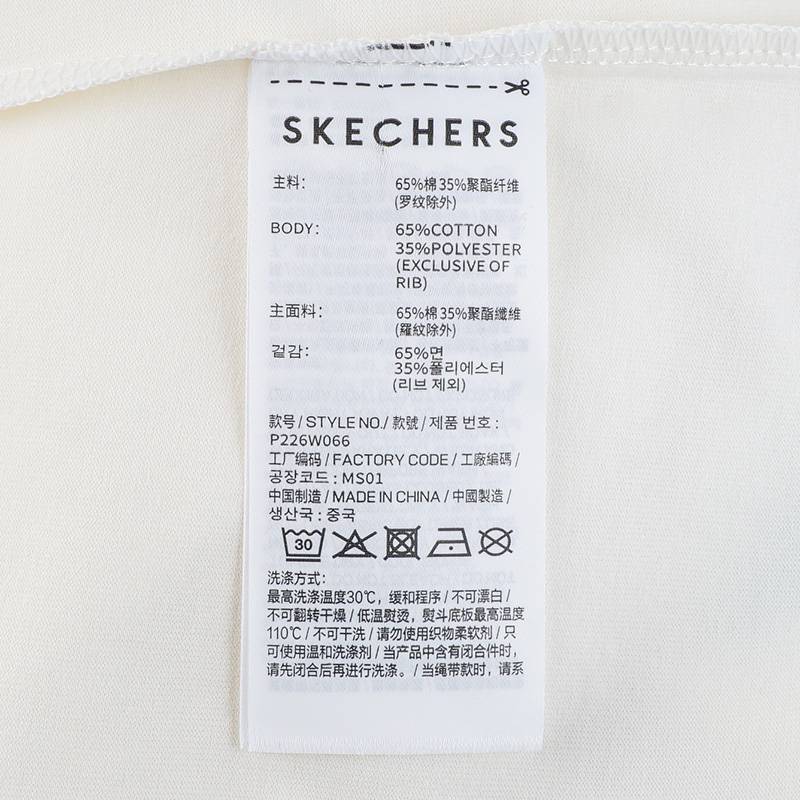 SKECHERS
主料: 65%棉35%聚酯纤维
(罗纹除外)
BODY: 65%COTTON
35%POLYESTER
(EXCLUSIVE OF
RIB)
主面料: 65%棉35%聚酯纖維
(羅紋除外)
겉감: 65%면
35%폴리에스터
(리브 제외)
款号 / STYLE NO./ 款號 / 제품 번호 :
P226W066
工厂编码 / FACTORY CODE / 工廠編碼 /
공장코드 : MS01
中国制造 / MADE IN CHINA / 中國製造 /
생산국 : 중국
30
洗涤方式:
最高洗涤温度30℃，缓和程序 / 不可漂白 /
不可翻转干燥 / 低温熨烫，熨斗底板最高温度
110℃ / 不可干洗 / 请勿使用织物柔软剂 / 只
可使用温和洗涤剂 / 当产品中含有闭合件时，
请先闭合后再进行洗涤。 / 当绳带款时，请系